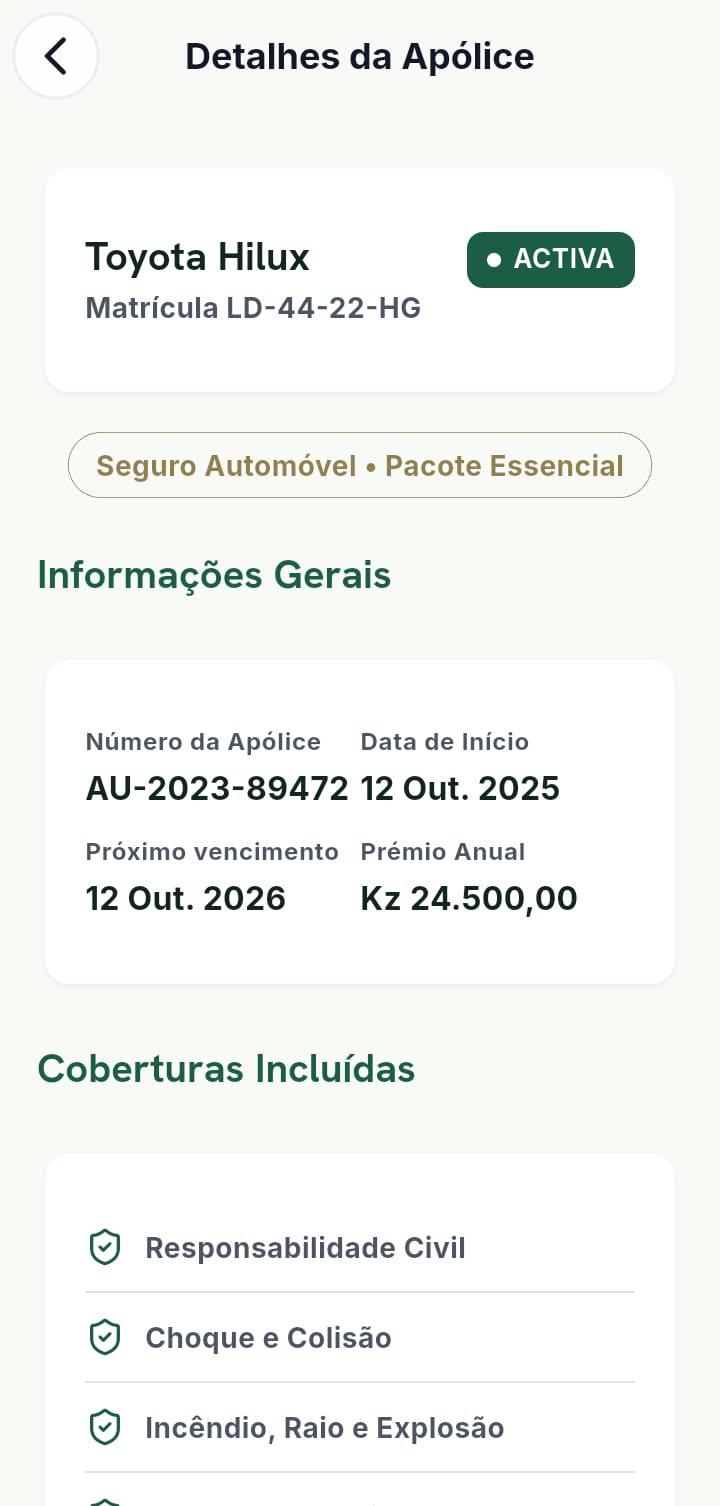 Detalhes da Apólice
Toyota Hilux
ACTIVA
Matrícula LD-44-22-HG
Seguro Automóvel • Pacote Essencial
Informações Gerais
Número da Apólice
Data de Início
AU-2023-89472
12 Out. 2025
Próximo vencimento
Prémio Anual
12 Out. 2026
Kz 24.500,00
Coberturas Incluídas
Responsabilidade Civil
Choque e Colisão
Incêndio, Raio e Explosão